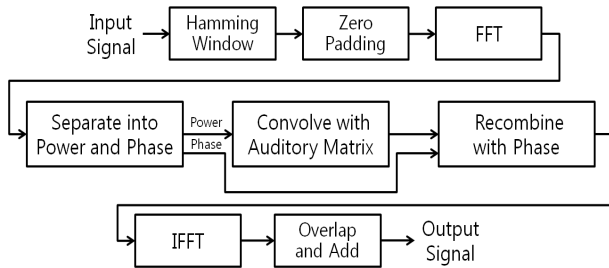 Input
Signal
Hamming
Window
Zero
Padding
FFT
Separate into
Power and Phase
Power
Phase
Convolve with
Auditory Matrix
Recombine
with Phase
IFFT
Overlap
and Add
Output
Signal